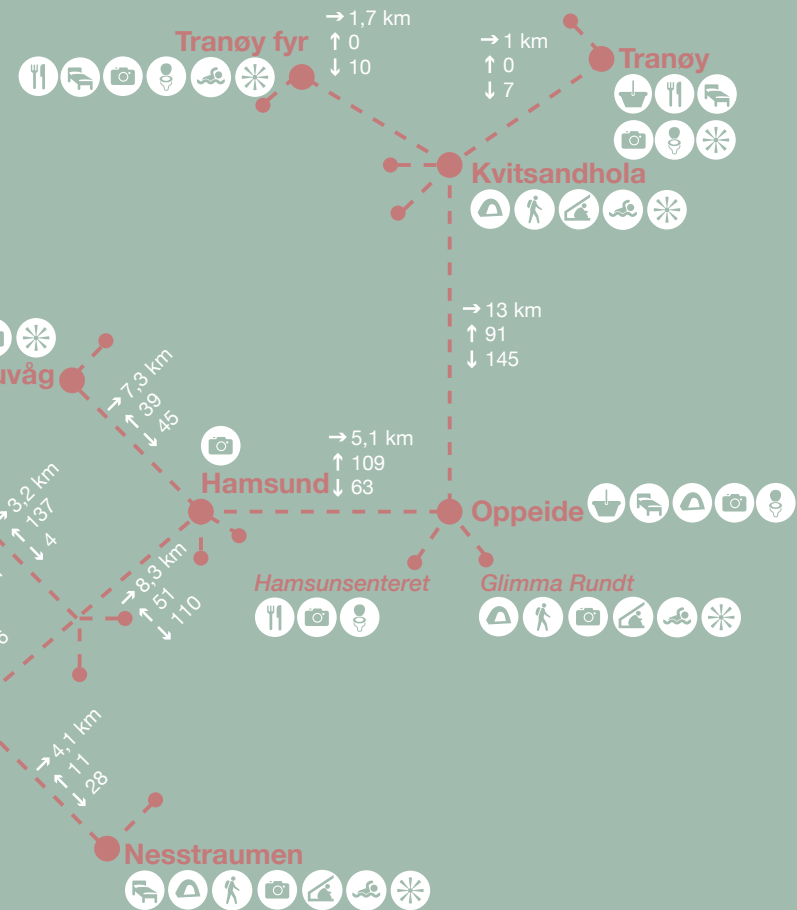 → 1,7 km
↑ 0
↓ 10
Tranøy fyr
→ 1 km
↑ 0
↓ 7
Tranøy
Kvitsandhola
→ 13 km
↑ 91
↓ 145
uvåg
→ 7,3 km
↑ 39
↓ 45
→ 5,1 km
↑ 109
↓ 63
Hamsund
Oppeide
→ 3,2 km
↑ 137
↓ 4
→ 8,3 km
↑ 51
↓ 110
Hamsunsenteret
Glimma Rundt
→ 4,1 km
↑ 11
↓ 28
Nesstraumen